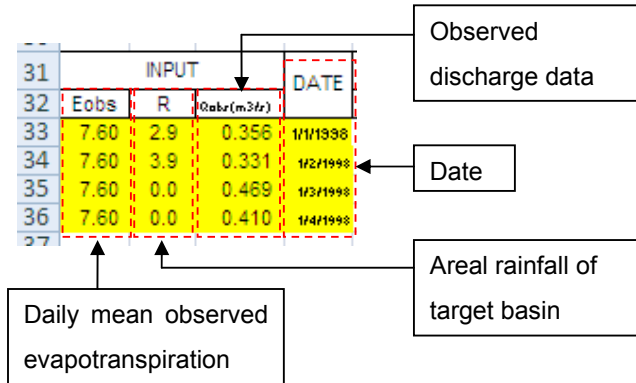 Observed
discharge data
31 INPUT DATE
32 Eobs R Qobs(m3/s)
33 7.60 2.9 0.356 1/1/1998
34 7.60 3.9 0.331 1/2/1998
35 7.60 0.0 0.469 1/3/1998
36 7.60 0.0 0.410 1/4/1998
37
Date
Areal rainfall of
target basin
Daily mean observed
evapotranspiration